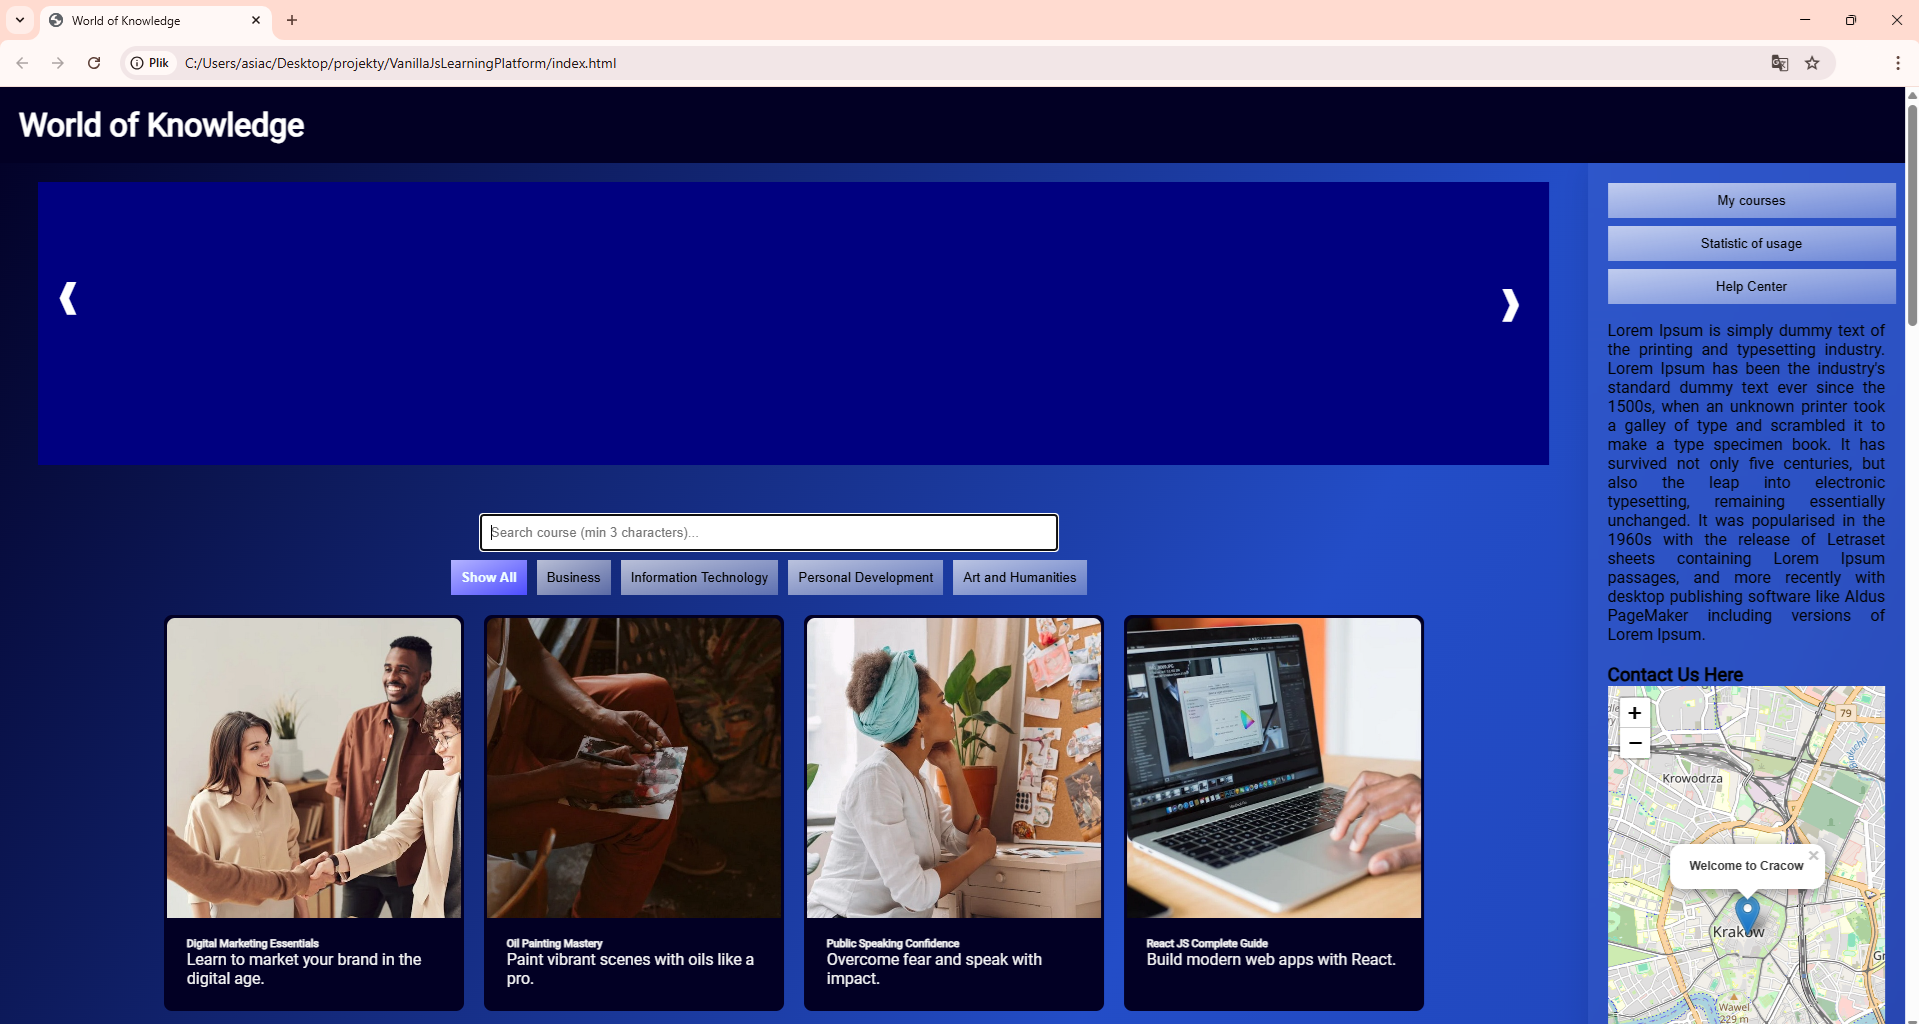 World of Knowledge
Plik
C:/Users/asiac/Desktop/projekty/VanillaJsLearningPlatform/index.html
World of Knowledge
My courses
Statistic of usage
Help Center
Lorem Ipsum is simply dummy text of
the printing and typesetting industry.
Lorem Ipsum has been the industry's
standard dummy text ever since the
1500s, when an unknown printer took
a galley of type and scrambled it to
make a type specimen book. It has
survived not only five centuries, but
also the leap into electronic
typesetting, remaining essentially
unchanged. It was popularised in the
1960s with the release of Letraset
sheets containing Lorem Ipsum
passages, and more recently with
desktop publishing software like Aldus
PageMaker including versions of
Lorem Ipsum.
Search course (min 3 characters)...
Show All
Business
Information Technology
Personal Development
Art and Humanities
Digital Marketing Essentials
Learn to market your brand in the
digital age.
Oil Painting Mastery
Paint vibrant scenes with oils like a
pro.
Public Speaking Confidence
Overcome fear and speak with
impact.
React JS Complete Guide
Build modern web apps with React.
Contact Us Here
+
−
79
Krowodrza
Welcome to Cracow
×
Kraków
Wawel
229 m